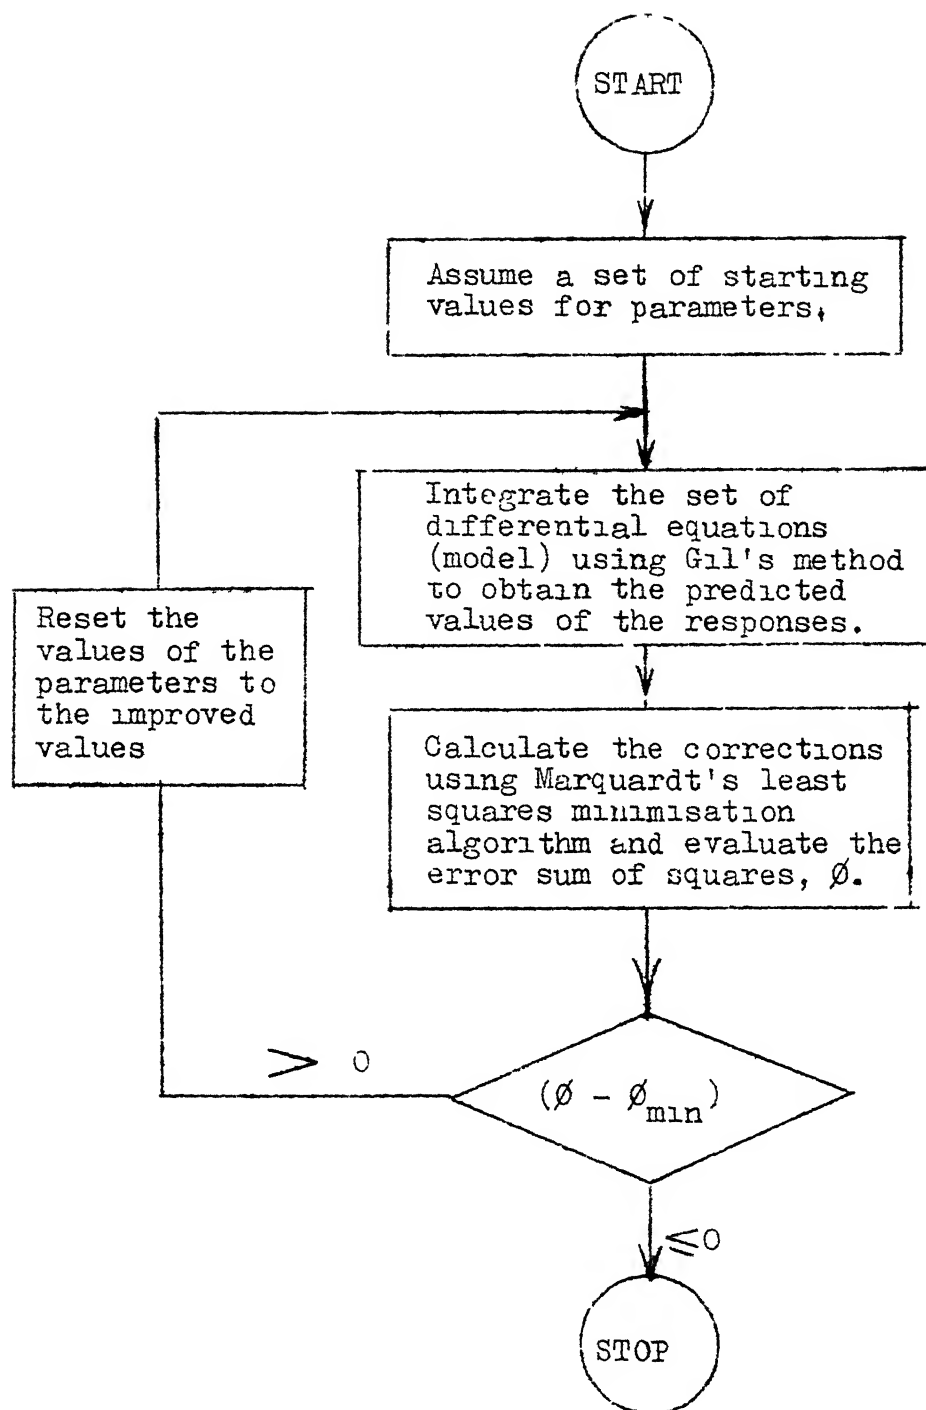 START
Assume a set of starting
values for parameters.
Integrate the set of
differential equations
(model) using Gil's method
to obtain the predicted
values of the responses.
Reset the
values of the
parameters to
the improved
values
Calculate the corrections
using Marquardt's least
squares minimisation
algorithm and evaluate the
error sum of squares, Ø.
> 0
(Ø - Ømin)
≤0
STOP